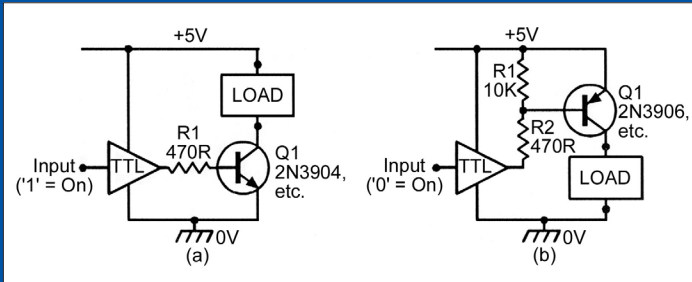 +5V
LOAD
R1
470R
Q1
2N3904,
etc.
TTL
Input
('1' = On)
0V
(a)
+5V
R1
10K
Q1
2N3906,
etc.
R2
470R
TTL
Input
('0' = On)
LOAD
0V
(b)